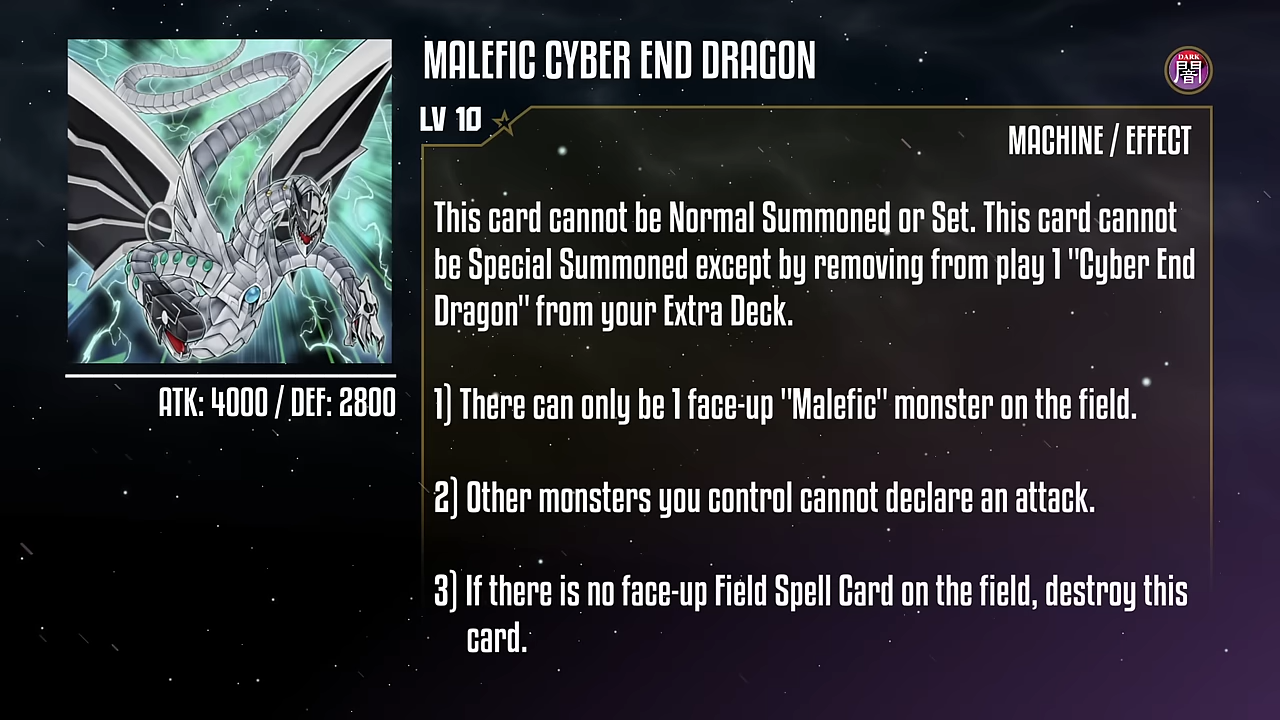 MALEFIC CYBER END DRAGON
DARK
闇
LV 10
MACHINE / EFFECT
This card cannot be Normal Summoned or Set. This card cannot
be Special Summoned except by removing from play 1 "Cyber End
Dragon" from your Extra Deck.
1) There can only be 1 face-up "Malefic" monster on the field.
2) Other monsters you control cannot declare an attack.
3) If there is no face-up Field Spell Card on the field, destroy this
card.
ATK: 4000 / DEF: 2800